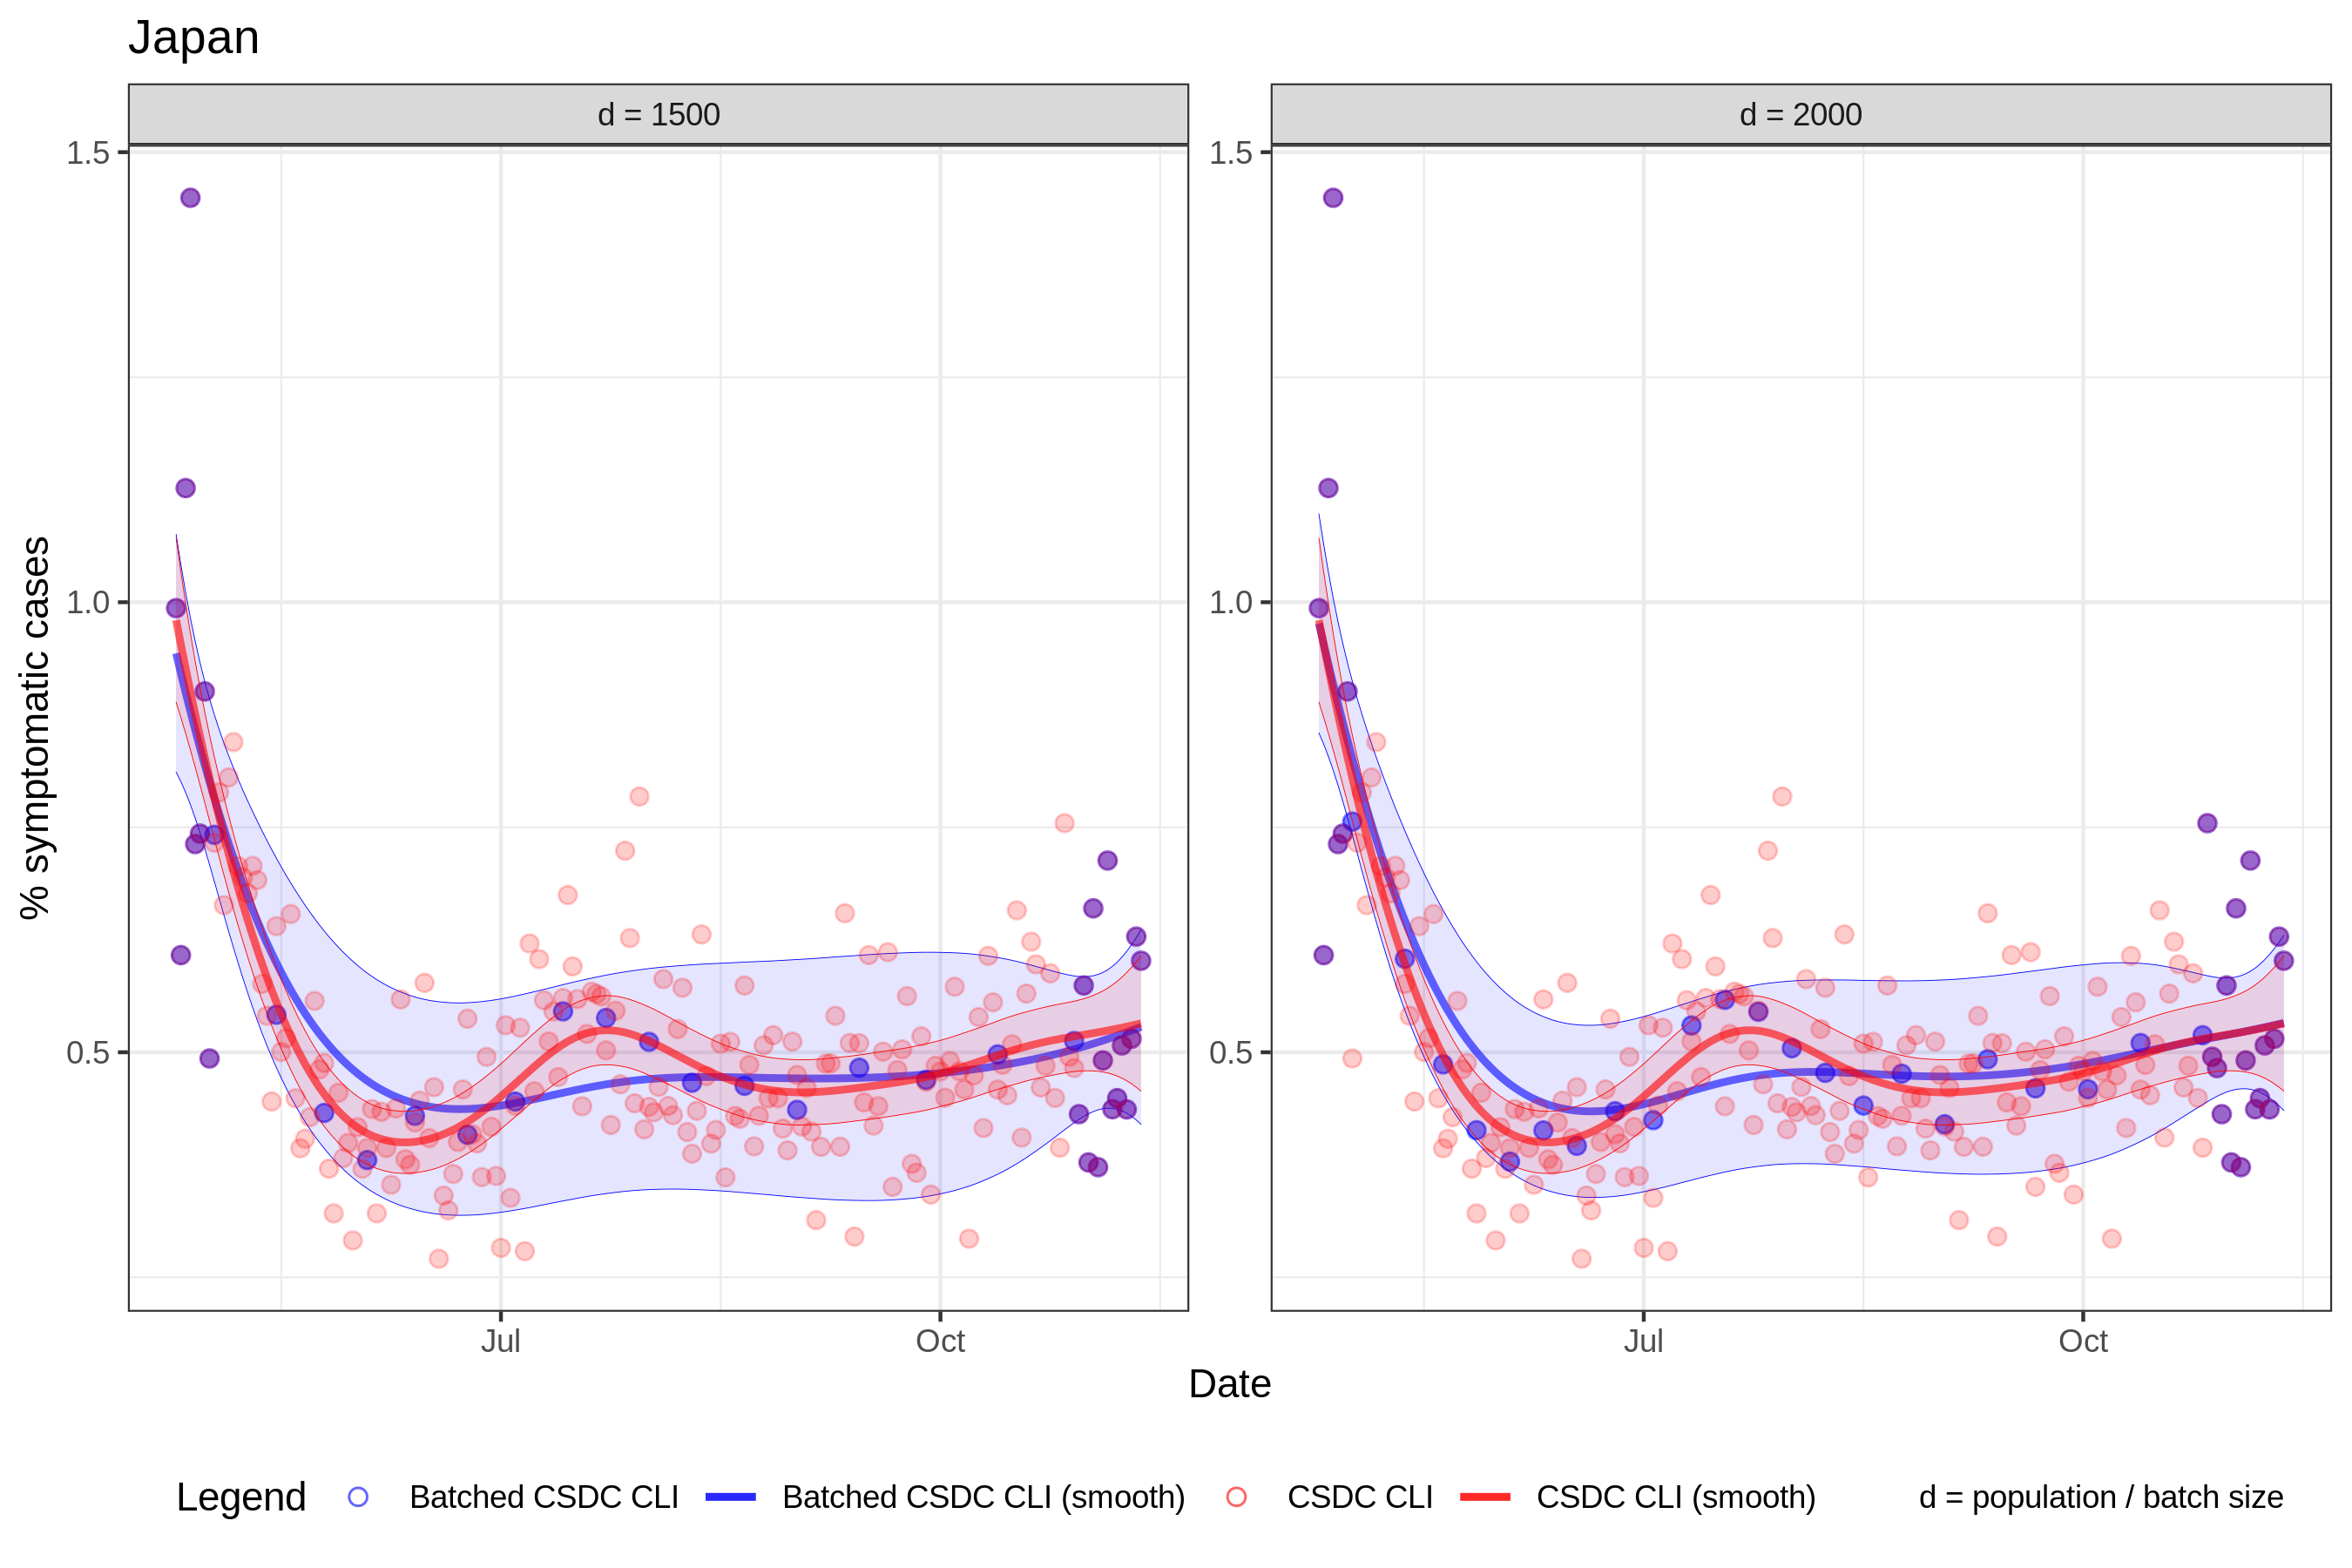 Japan
d = 1500
d = 2000
% symptomatic cases
1.5
1.0
0.5
1.5
1.0
0.5
Jul
Oct
Jul
Oct
Date
Legend Batched CSDC CLI Batched CSDC CLI (smooth) CSDC CLI CSDC CLI (smooth) d = population / batch size